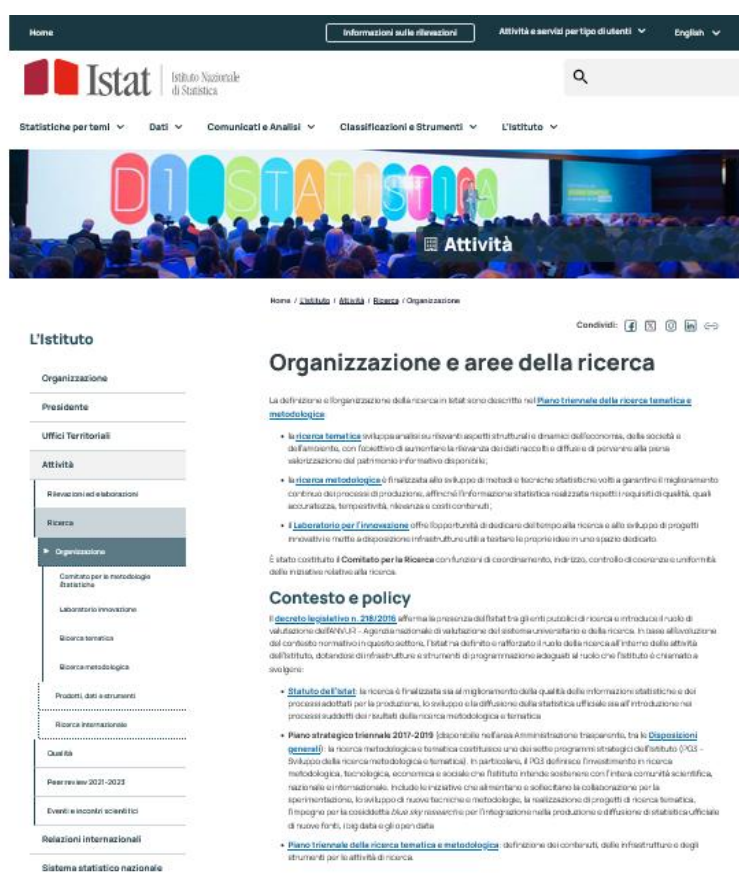 Home
Informazioni sulle rilevazioni
Attività e servizi per tipo di utenti
English
Istat
Istituto Nazionale
di Statistica
Statistiche per temi
Dati
Comunicati e Analisi
Classificazioni e Strumenti
L'Istituto
DI STATISTICA
Attività
Home / L'Istituto / Attività / Ricerca / Organizzazione
Condividi:
L'Istituto
Organizzazione
Presidente
Uffici Territoriali
Attività
Rilevazioni ed elaborazioni
Ricerca
Organizzazione
Comitato per le metodologie
statistiche
Laboratorio innovazione
Ricerca tematica
Ricerca metodologica
Prodotti, dati e strumenti
Ricerca internazionale
Qualità
Peer review 2021-2023
Eventi e incontri scientifici
Relazioni internazionali
Sistema statistico nazionale
Organizzazione e aree della ricerca
La definizione e l'organizzazione della ricerca in Istat sono descritte nel Piano triennale della ricerca tematica e
metodologica:
• la ricerca tematica sviluppa analisi su rilevanti aspetti strutturali e dinamici dell'economia, della società e
dell'ambiente, con l'obiettivo di aumentare la rilevanza dei dati raccolti e diffusi e di pervenire alla piena
valorizzazione del patrimonio informativo disponibile;
• la ricerca metodologica è finalizzata allo sviluppo di metodi e tecniche statistiche volti a garantire il miglioramento
continuo dei processi di produzione, affinché l'informazione statistica realizzata rispetti i requisiti di qualità, quali
accuratezza, tempestività, rilevanza e costi contenuti;
• il Laboratorio per l'innovazione offre l'opportunità di dedicare del tempo alla ricerca e allo sviluppo di progetti
innovativi e mette a disposizione infrastrutture utili a testare le proprie idee in uno spazio dedicato.
È stato costituito il Comitato per la Ricerca con funzioni di coordinamento, indirizzo, controllo di coerenza e uniformità
delle iniziative relative alla ricerca.
Contesto e policy
Il decreto legislativo n. 218/2016 afferma la presenza dell'Istat tra gli enti pubblici di ricerca e introduce il ruolo di
valutazione dell'ANVUR – Agenzia nazionale di valutazione del sistema universitario e della ricerca. In base all'evoluzione
del contesto normativo in questo settore, l'Istat ha definito e rafforzato il ruolo della ricerca all'interno delle attività
dell'Istituto, dotandosi di infrastrutture e strumenti di programmazione adeguati al ruolo che l'Istituto è chiamato a
svolgere:
• Statuto dell'Istat: la ricerca è finalizzata sia al miglioramento della qualità delle informazioni statistiche e dei
processi adottati per la produzione, lo sviluppo e la diffusione della statistica ufficiale sia all'introduzione nei
processi suddetti dei risultati della ricerca metodologica e tematica
• Piano strategico triennale 2017-2019 (disponibile nell'area Amministrazione trasparente, tra le Disposizioni
generali): la ricerca metodologica e tematica costituisce uno dei sette programmi strategici dell'Istituto (PG3 –
Sviluppo della ricerca metodologica e tematica). In particolare, il PG3 definisce l'investimento in ricerca
metodologica, tecnologica, economica e sociale che l'Istituto intende sostenere con l'intera comunità scientifica,
nazionale e internazionale. Include le iniziative che alimentano e sollecitano la collaborazione per la
sperimentazione, lo sviluppo di nuove tecniche e metodologie, la realizzazione di progetti di ricerca tematica,
l'impegno per la cosiddetta blue sky research e per l'integrazione nella produzione e diffusione di statistica ufficiale
di nuove fonti, i big data e gli open data
• Piano triennale della ricerca tematica e metodologica: definizione dei contenuti, delle infrastrutture e degli
strumenti per le attività di ricerca.